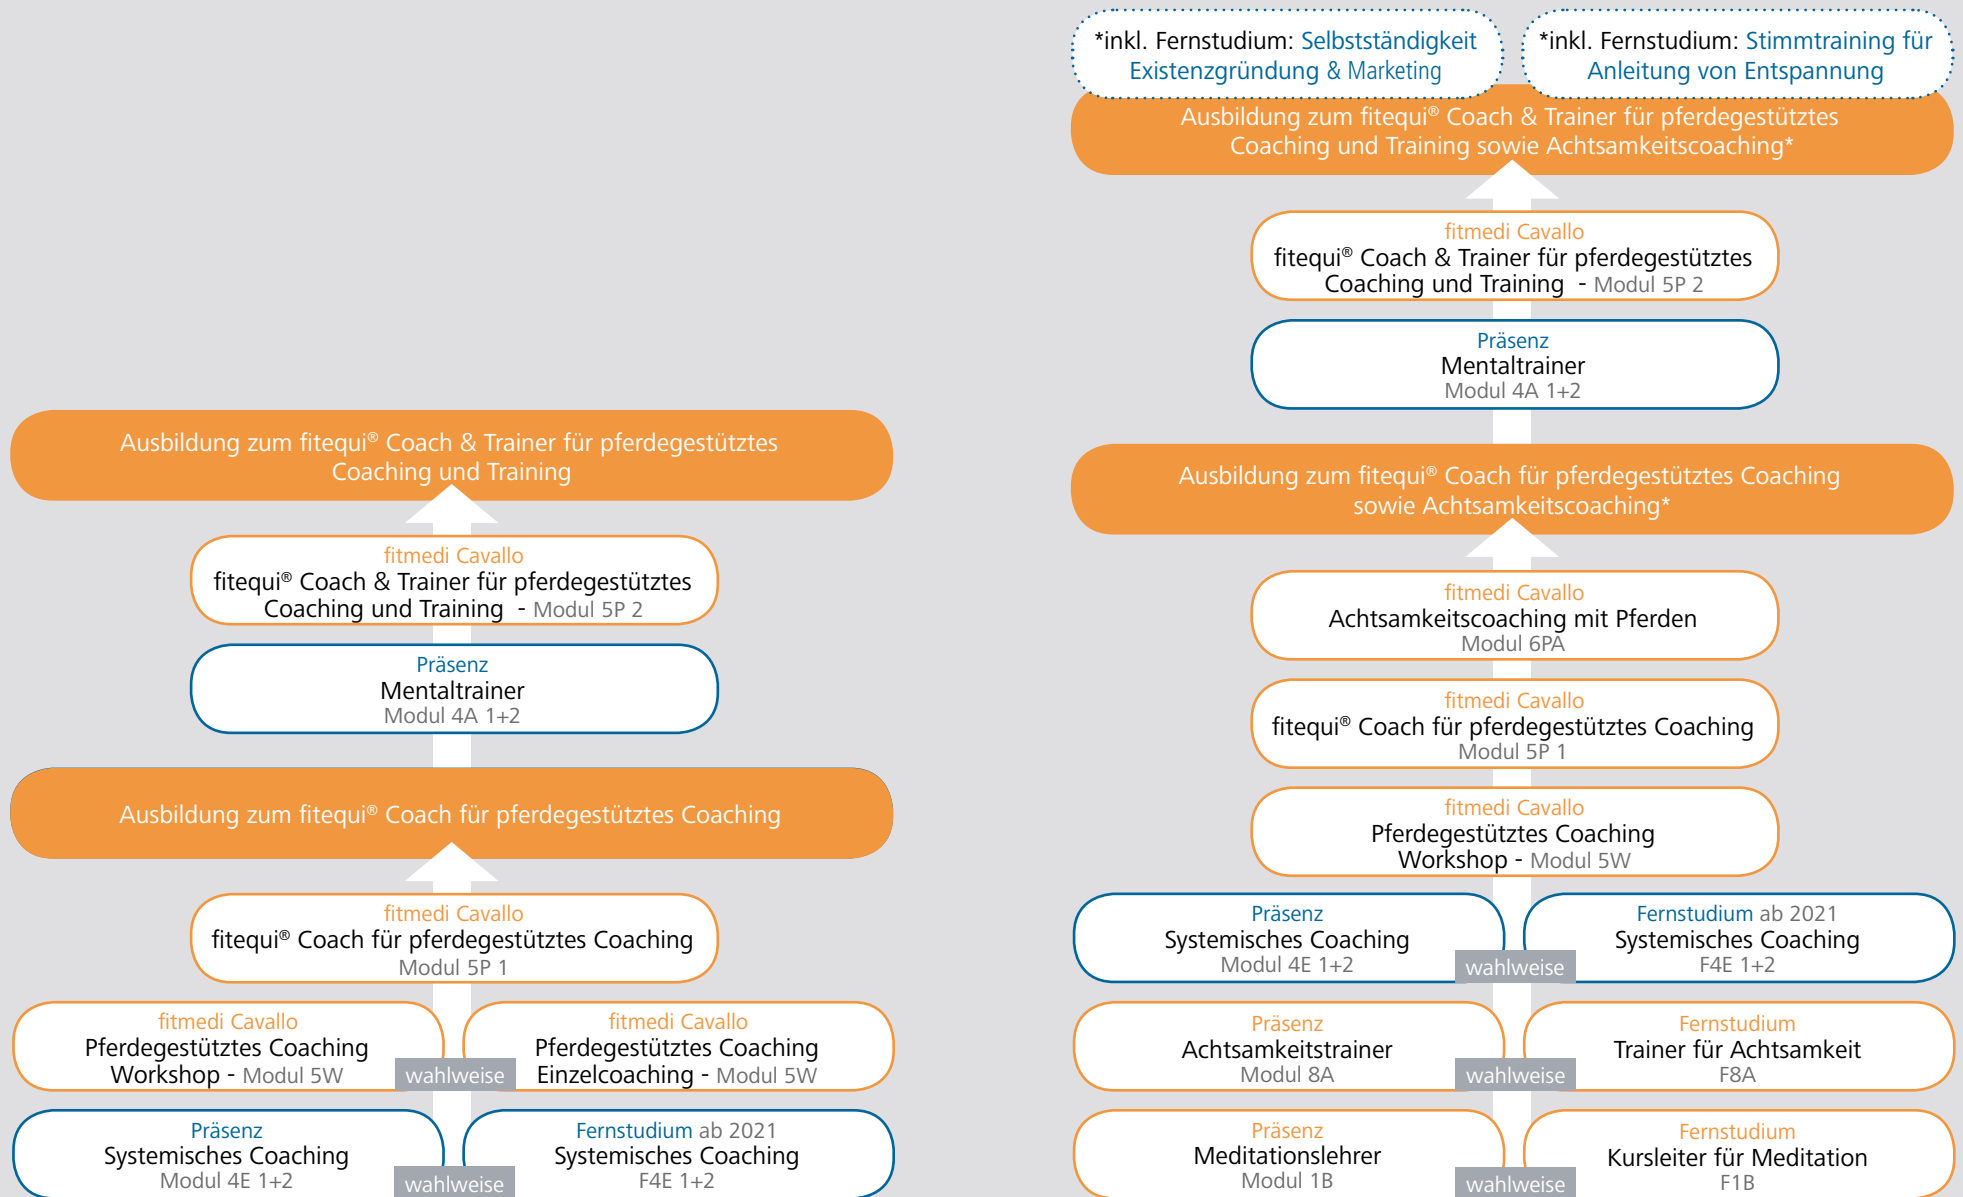 Ausbildung zum fitequi® Coach & Trainer für pferdegestütztes
Coaching und Training
fitmedi Cavallo
fitequi® Coach & Trainer für pferdegestütztes
Coaching und Training - Modul 5P 2
Präsenz
Mentaltrainer
Modul 4A 1+2
Ausbildung zum fitequi® Coach für pferdegestütztes Coaching
fitmedi Cavallo
fitequi® Coach für pferdegestütztes Coaching
Modul 5P 1
fitmedi Cavallo
Pferdegestütztes Coaching
Workshop - Modul 5W
wahlweise
fitmedi Cavallo
Pferdegestütztes Coaching
Einzelcoaching - Modul 5W
Präsenz
Systemisches Coaching
Modul 4E 1+2
wahlweise
Fernstudium ab 2021
Systemisches Coaching
F4E 1+2
*inkl. Fernstudium: Selbstständigkeit
Existenzgründung & Marketing
*inkl. Fernstudium: Stimmtraining für
Anleitung von Entspannung
Ausbildung zum fitequi® Coach & Trainer für pferdegestütztes
Coaching und Training sowie Achtsamkeitscoaching*
fitmedi Cavallo
fitequi® Coach & Trainer für pferdegestütztes
Coaching und Training - Modul 5P 2
Präsenz
Mentaltrainer
Modul 4A 1+2
Ausbildung zum fitequi® Coach für pferdegestütztes Coaching
sowie Achtsamkeitscoaching*
fitmedi Cavallo
Achtsamkeitscoaching mit Pferden
Modul 6PA
fitmedi Cavallo
fitequi® Coach für pferdegestütztes Coaching
Modul 5P 1
fitmedi Cavallo
Pferdegestütztes Coaching
Workshop - Modul 5W
Präsenz
Systemisches Coaching
Modul 4E 1+2
wahlweise
Fernstudium ab 2021
Systemisches Coaching
F4E 1+2
Präsenz
Achtsamkeitstrainer
Modul 8A
wahlweise
Fernstudium
Trainer für Achtsamkeit
F8A
Präsenz
Meditationslehrer
Modul 1B
wahlweise
Fernstudium
Kursleiter für Meditation
F1B